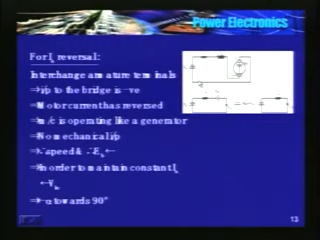 Power Electronics
For Ia reversal:
Interchange armature terminals
⇒i/p to the bridge is -ve
⇒Motor current has reversed
⇒m/c is operating like a generator
⇒No mechanical i/p
⇒∴ speed & ∴ Eb ←
⇒In order to maintain constant Ia
←V
⇒←α towards 90°
13